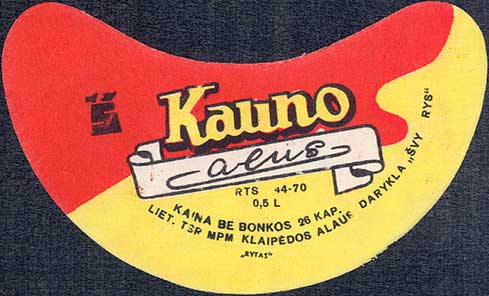 Kauno
alus
RTS 44-70
0,5 L
KAINA BE BONKOS 26 KAP.
LIET. TSR MPM KLAIPĖDOS ALAUS DARYKLA „ŠVYTURYS"
„RYTAS"